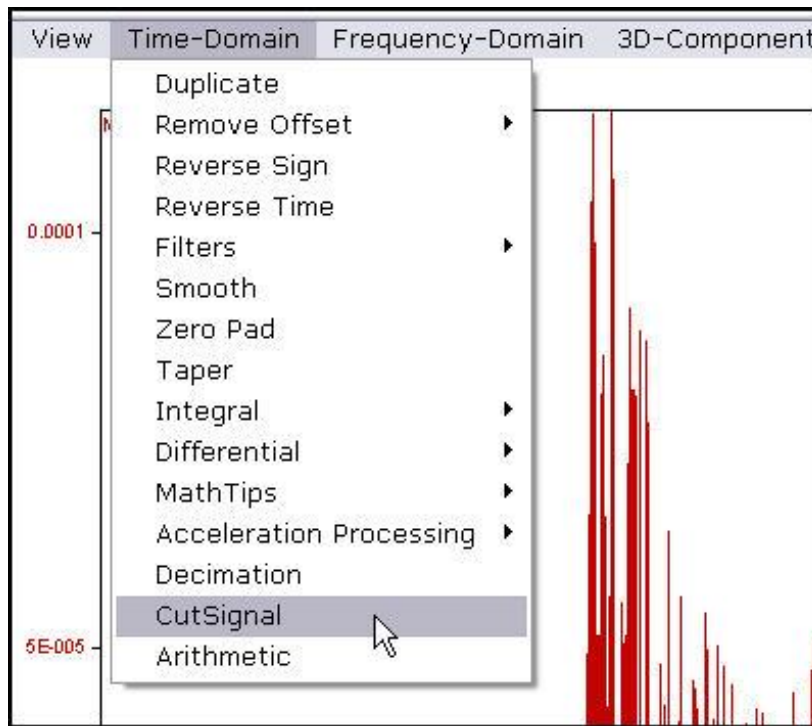 View Time-Domain Frequency-Domain 3D-Component
Duplicate
Remove Offset
Reverse Sign
Reverse Time
0.0001
Filters
Smooth
Zero Pad
Taper
Integral
Differential
MathTips
Acceleration Processing
Decimation
CutSignal
5E-005
Arithmetic